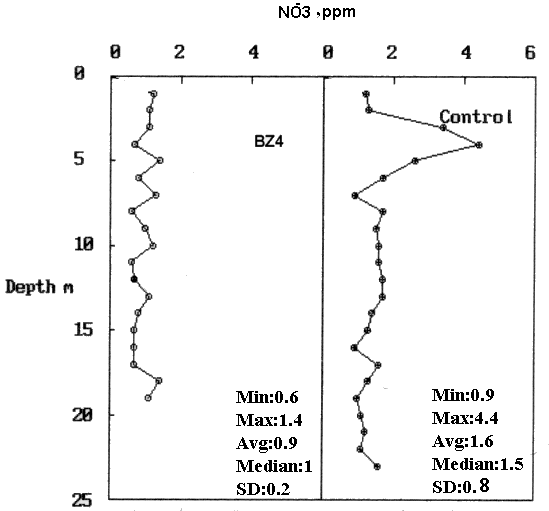 NO3⁻ ,ppm
0 2 4 0 2 4 6
0
Control
BZ4
5
10
Depth m
15
20
25
Min:0.6
Max:1.4
Avg:0.9
Median:1
SD:0.2
Min:0.9
Max:4.4
Avg:1.6
Median:1.5
SD:0.8